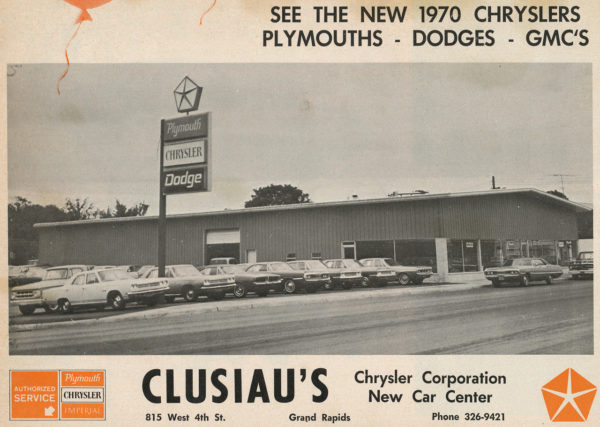 SEE THE NEW 1970 CHRYSLERS
PLYMOUTHS - DODGES - GMC'S
Plymouth
CHRYSLER
Dodge
AUTHORIZED
SERVICE
Plymouth
CHRYSLER
IMPERIAL
CLUSIAU'S
Chrysler Corporation
New Car Center
815 West 4th St.
Grand Rapids
Phone 326-9421